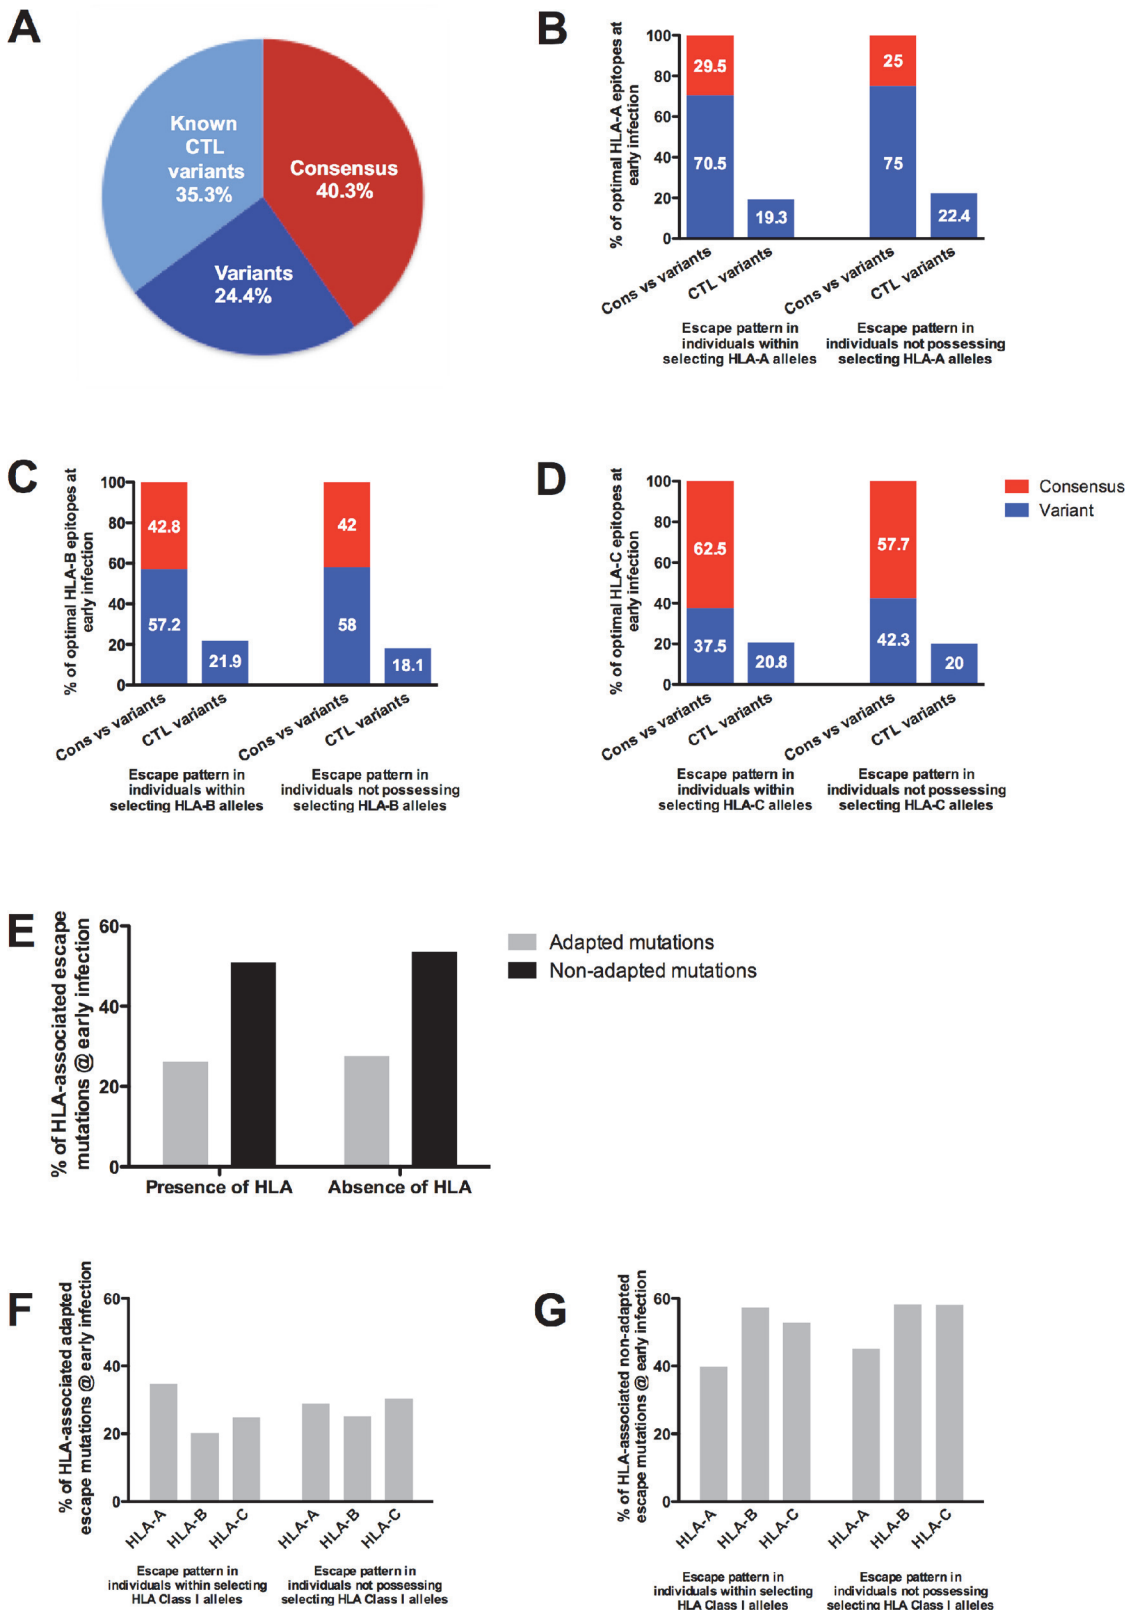 A
Known
CTL
variants
35.3%
Consensus
40.3%
Variants
24.4%
B
% of optimal HLA-A epitopes at
early infection
100
80
60
40
20
0
29.5
70.5
19.3
25
75
22.4
Cons vs variants
CTL variants
Cons vs variants
CTL variants
Escape pattern in
individuals within
selecting HLA-A alleles
Escape pattern in
individuals not possessing
selecting HLA-A alleles
C
% of optimal HLA-B epitopes at
early infection
100
80
60
40
20
0
42.8
57.2
21.9
42
58
18.1
Cons vs variants
CTL variants
Cons vs variants
CTL variants
Escape pattern in
individuals within
selecting HLA-B alleles
Escape pattern in
individuals not possessing
selecting HLA-B alleles
D
% of optimal HLA-C epitopes at
early infection
100
80
60
40
20
0
62.5
37.5
20.8
57.7
42.3
20
Cons vs variants
CTL variants
Cons vs variants
CTL variants
Escape pattern in
individuals within
selecting HLA-C alleles
Escape pattern in
individuals not possessing
selecting HLA-C alleles
Consensus
Variant
E
% of HLA-associated escape
mutations @ early infection
60
40
20
0
Presence of HLA
Absence of HLA
Adapted mutations
Non-adapted mutations
F
% of HLA-associated adapted
escape mutations @ early infection
60
40
20
0
HLA-A
HLA-B
HLA-C
HLA-A
HLA-B
HLA-C
Escape pattern in
individuals within selecting
HLA Class I alleles
Escape pattern in
individuals not possessing
selecting HLA Class I alleles
G
% of HLA-associated non-adapted
escape mutations @ early infection
60
40
20
0
HLA-A
HLA-B
HLA-C
HLA-A
HLA-B
HLA-C
Escape pattern in
individuals within selecting
HLA Class I alleles
Escape pattern in
individuals not possessing
selecting HLA Class I alleles